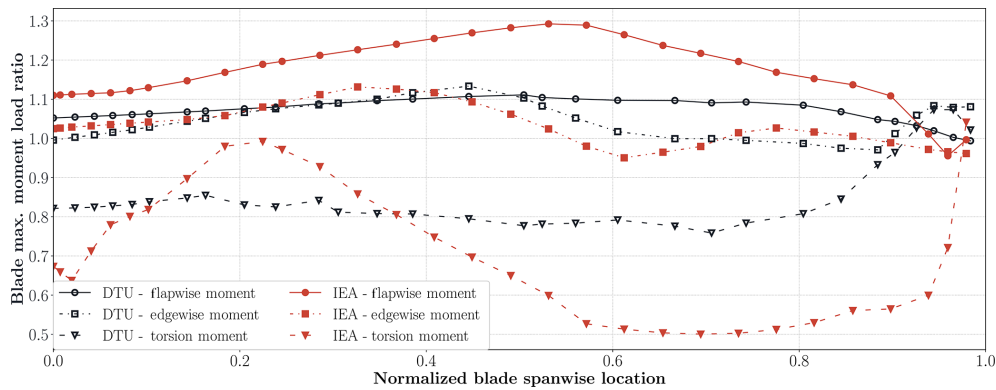 Blade max. moment load ratio
1.3
1.2
1.1
1.0
0.9
0.8
0.7
0.6
0.5
DTU - flapwise moment
DTU - edgewise moment
DTU - torsion moment
IEA - flapwise moment
IEA - edgewise moment
IEA - torsion moment
0.0 0.2 0.4 0.6 0.8 1.0
Normalized blade spanwise location